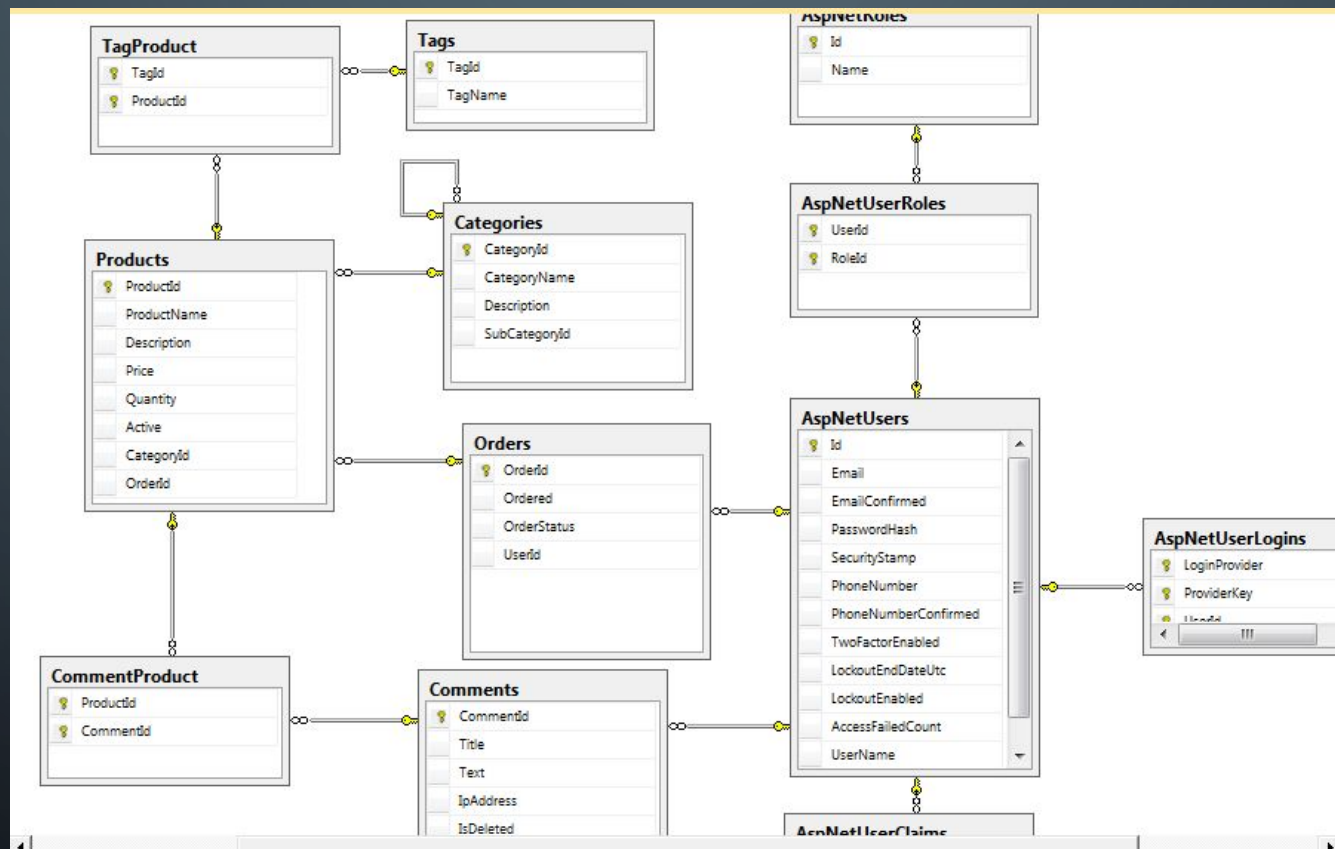 TagProduct
TagId
ProductId
Tags
TagId
TagName
AspNetRoles
Id
Name
Categories
CategoryId
CategoryName
Description
SubCategoryId
AspNetUserRoles
UserId
RoleId
Products
ProductId
ProductName
Description
Price
Quantity
Active
CategoryId
OrderId
Orders
OrderId
Ordered
OrderStatus
UserId
AspNetUsers
Id
Email
EmailConfirmed
PasswordHash
SecurityStamp
PhoneNumber
PhoneNumberConfirmed
TwoFactorEnabled
LockoutEndDateUtc
LockoutEnabled
AccessFailedCount
UserName
AspNetUserLogins
LoginProvider
ProviderKey
UserId
CommentProduct
ProductId
CommentId
Comments
CommentId
Title
Text
IpAddress
IsDeleted
AspNetUserClaims